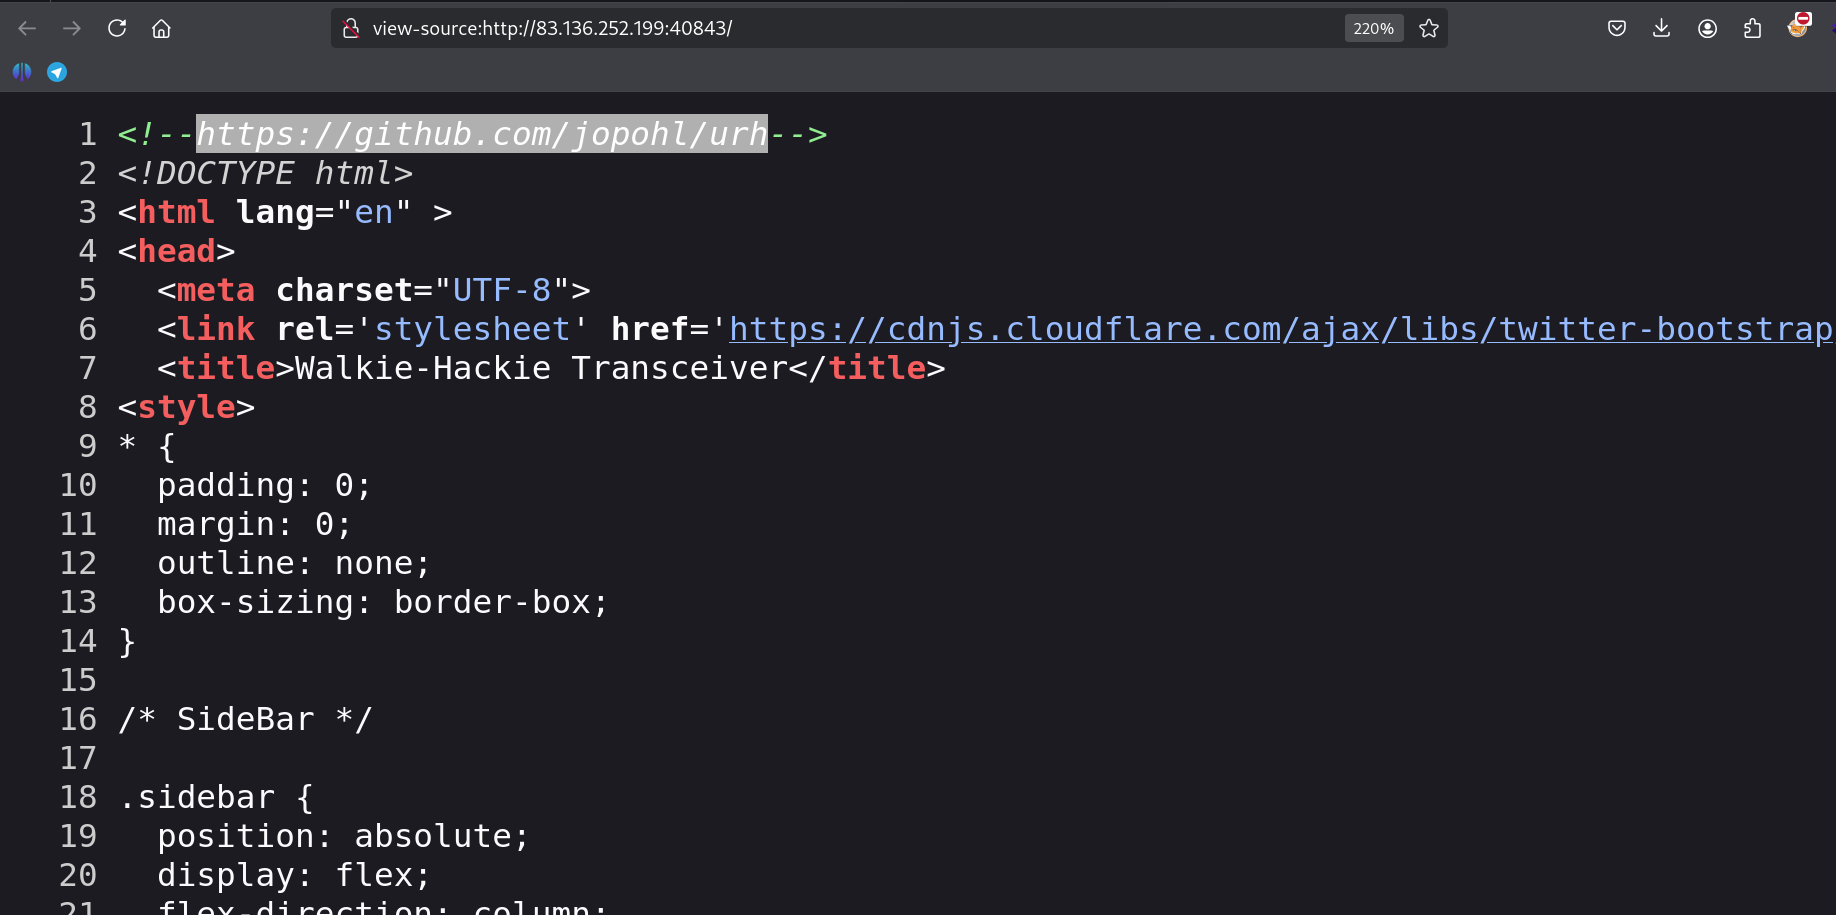 view-source:http://83.136.252.199:40843/
220%
1 <!--https://github.com/jopohl/urh-->
2 <!DOCTYPE html>
3 <html lang="en" >
4 <head>
5   <meta charset="UTF-8">
6   <link rel='stylesheet' href='https://cdnjs.cloudflare.com/ajax/libs/twitter-bootstrap
7   <title>Walkie-Hackie Transceiver</title>
8 <style>
9 * {
10   padding: 0;
11   margin: 0;
12   outline: none;
13   box-sizing: border-box;
14 }
15
16 /* SideBar */
17
18 .sidebar {
19   position: absolute;
20   display: flex;
21   flex-direction: column;